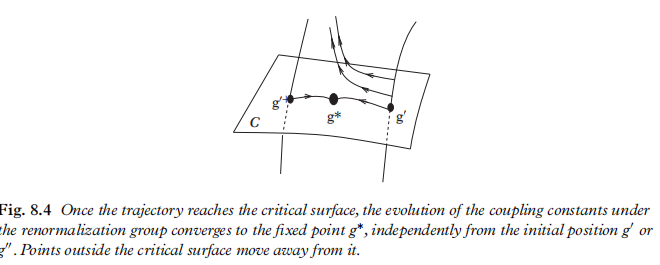 g'
C
g*
g'
Fig. 8.4 Once the trajectory reaches the critical surface, the evolution of the coupling constants under
the renormalization group converges to the fixed point g*, independently from the initial position g′ or
g″. Points outside the critical surface move away from it.